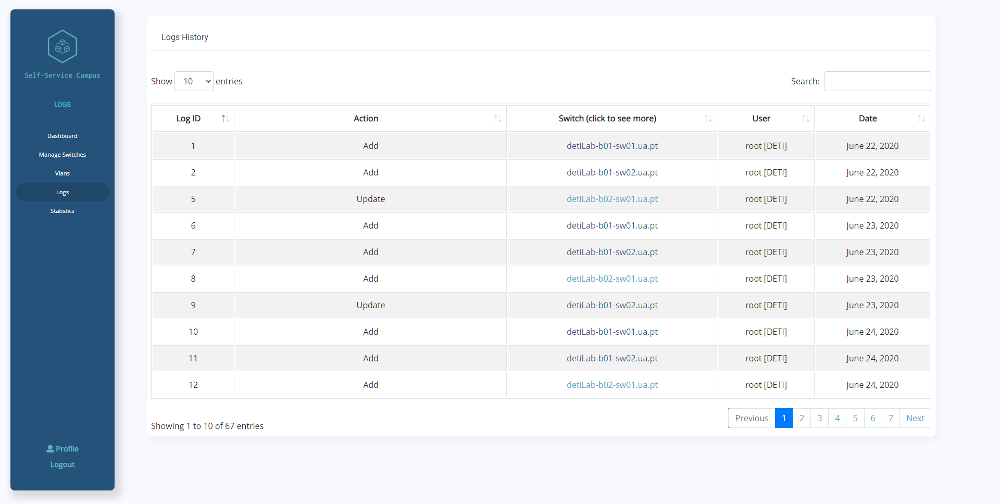 Self-Service Campus
LOGS
Dashboard
Manage Switches
Vlans
Logs
Statistics
Profile
Logout
Logs History
Show 10 entries Search:
Log ID Action Switch (click to see more) User Date
1 Add detiLab-b01-sw01.ua.pt root [DETI] June 22, 2020
2 Add detiLab-b01-sw02.ua.pt root [DETI] June 22, 2020
5 Update detiLab-b02-sw01.ua.pt root [DETI] June 22, 2020
6 Add detiLab-b01-sw01.ua.pt root [DETI] June 23, 2020
7 Add detiLab-b01-sw02.ua.pt root [DETI] June 23, 2020
8 Add detiLab-b02-sw01.ua.pt root [DETI] June 23, 2020
9 Update detiLab-b01-sw02.ua.pt root [DETI] June 23, 2020
10 Add detiLab-b01-sw01.ua.pt root [DETI] June 24, 2020
11 Add detiLab-b01-sw02.ua.pt root [DETI] June 24, 2020
12 Add detiLab-b02-sw01.ua.pt root [DETI] June 24, 2020
Showing 1 to 10 of 67 entries Previous 1 2 3 4 5 6 7 Next